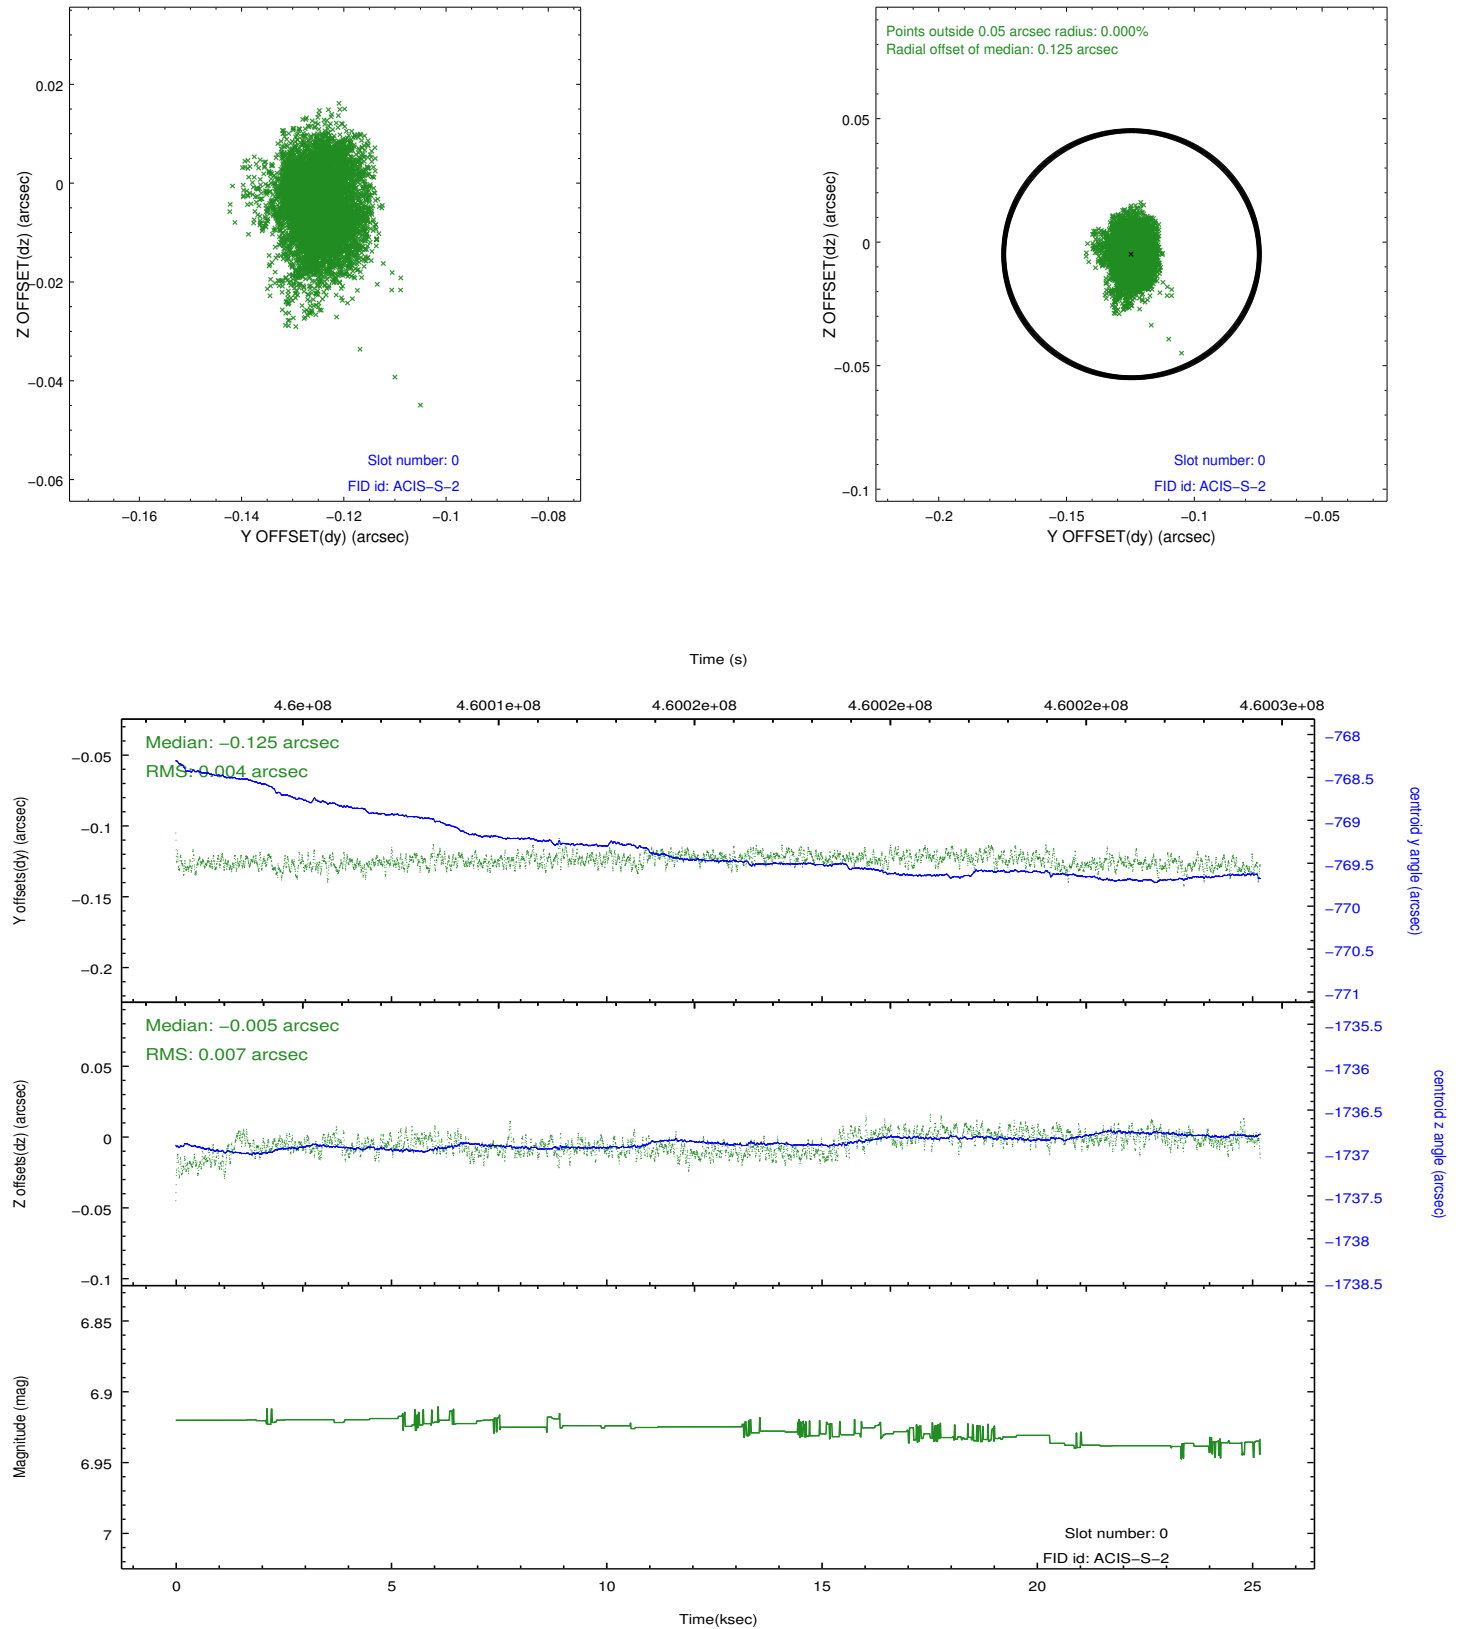 0.02
0
−0.02
−0.04
−0.06
Z OFFSET(dz) (arcsec)
Slot number: 0
FID id: ACIS−S−2
−0.16
−0.14
−0.12
−0.1
−0.08
Y OFFSET(dy) (arcsec)
Points outside 0.05 arcsec radius: 0.000%
Radial offset of median: 0.125 arcsec
0.05
0
−0.05
−0.1
Z OFFSET(dz) (arcsec)
Slot number: 0
FID id: ACIS−S−2
−0.2
−0.15
−0.1
−0.05
Y OFFSET(dy) (arcsec)
Time (s)
4.6e+08
4.6001e+08
4.6002e+08
4.6002e+08
4.6002e+08
4.6003e+08
Median: −0.125 arcsec
RMS: 0.004 arcsec
−0.05
−0.1
−0.15
−0.2
Y offsets(dy) (arcsec)
−768
−768.5
−769
−769.5
−770
−770.5
−771
centroid y angle (arcsec)
Median: −0.005 arcsec
RMS: 0.007 arcsec
0.05
0
−0.05
−0.1
Z offsets(dz) (arcsec)
−1735.5
−1736
−1736.5
−1737
−1737.5
−1738
−1738.5
centroid z angle (arcsec)
6.85
6.9
6.95
7
Magnitude (mag)
Slot number: 0
FID id: ACIS−S−2
0
5
10
15
20
25
Time(ksec)